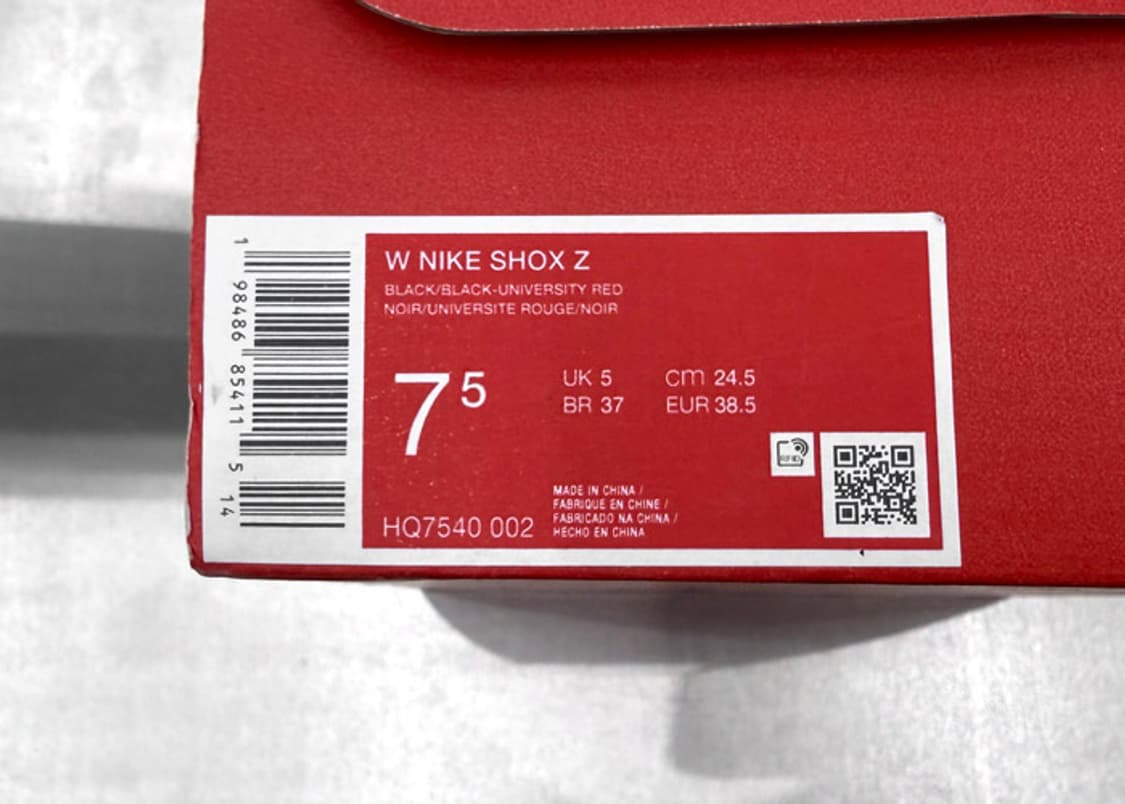 W NIKE SHOX Z
BLACK/BLACK-UNIVERSITY RED
NOIR/UNIVERSITE ROUGE/NOIR
7 5
UK 5 cm 24.5
BR 37 EUR 38.5
RFID
HQ7540 002
MADE IN CHINA /
FABRIQUE EN CHINE /
FABRICADO NA CHINA /
HECHO EN CHINA
1 98486 85411 5 14